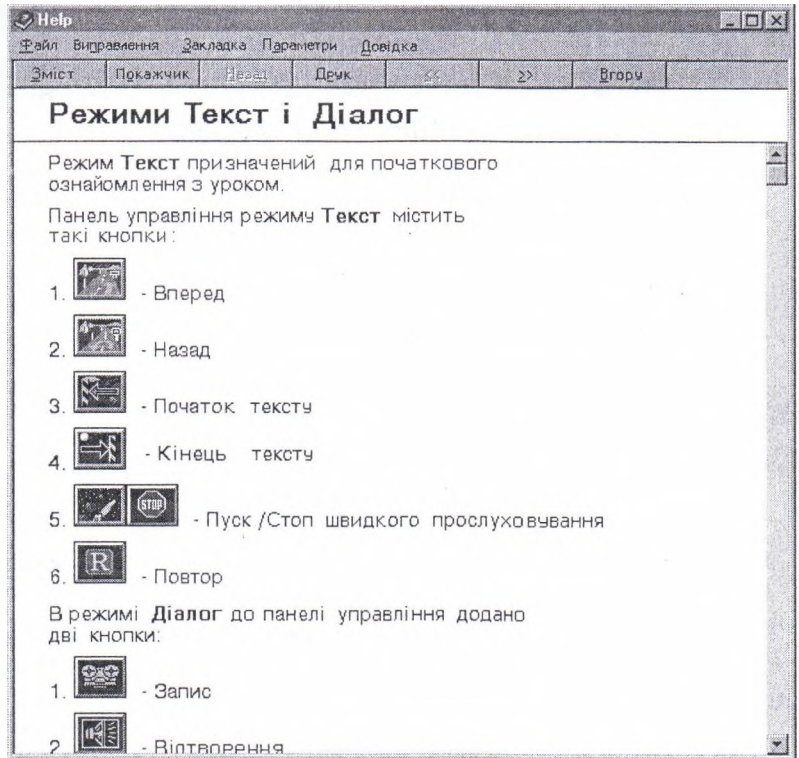 Help
Файл Виправлення Закладка Параметри Довідка
Зміст Покажчик Назад Друк << >> Вгору
Режими Текст і Діалог
Режим Текст призначений для початкового
ознайомлення з уроком.
Панель управління режиму Текст містить
такі кнопки:
1. - Вперед
2. - Назад
3. - Початок тексту
4. - Кінець тексту
5. STOP - Пуск /Стоп швидкого прослуховування
6. R - Повтор
В режимі Діалог до панелі управління додано
дві кнопки:
1. - Запис
2 - Відтворення